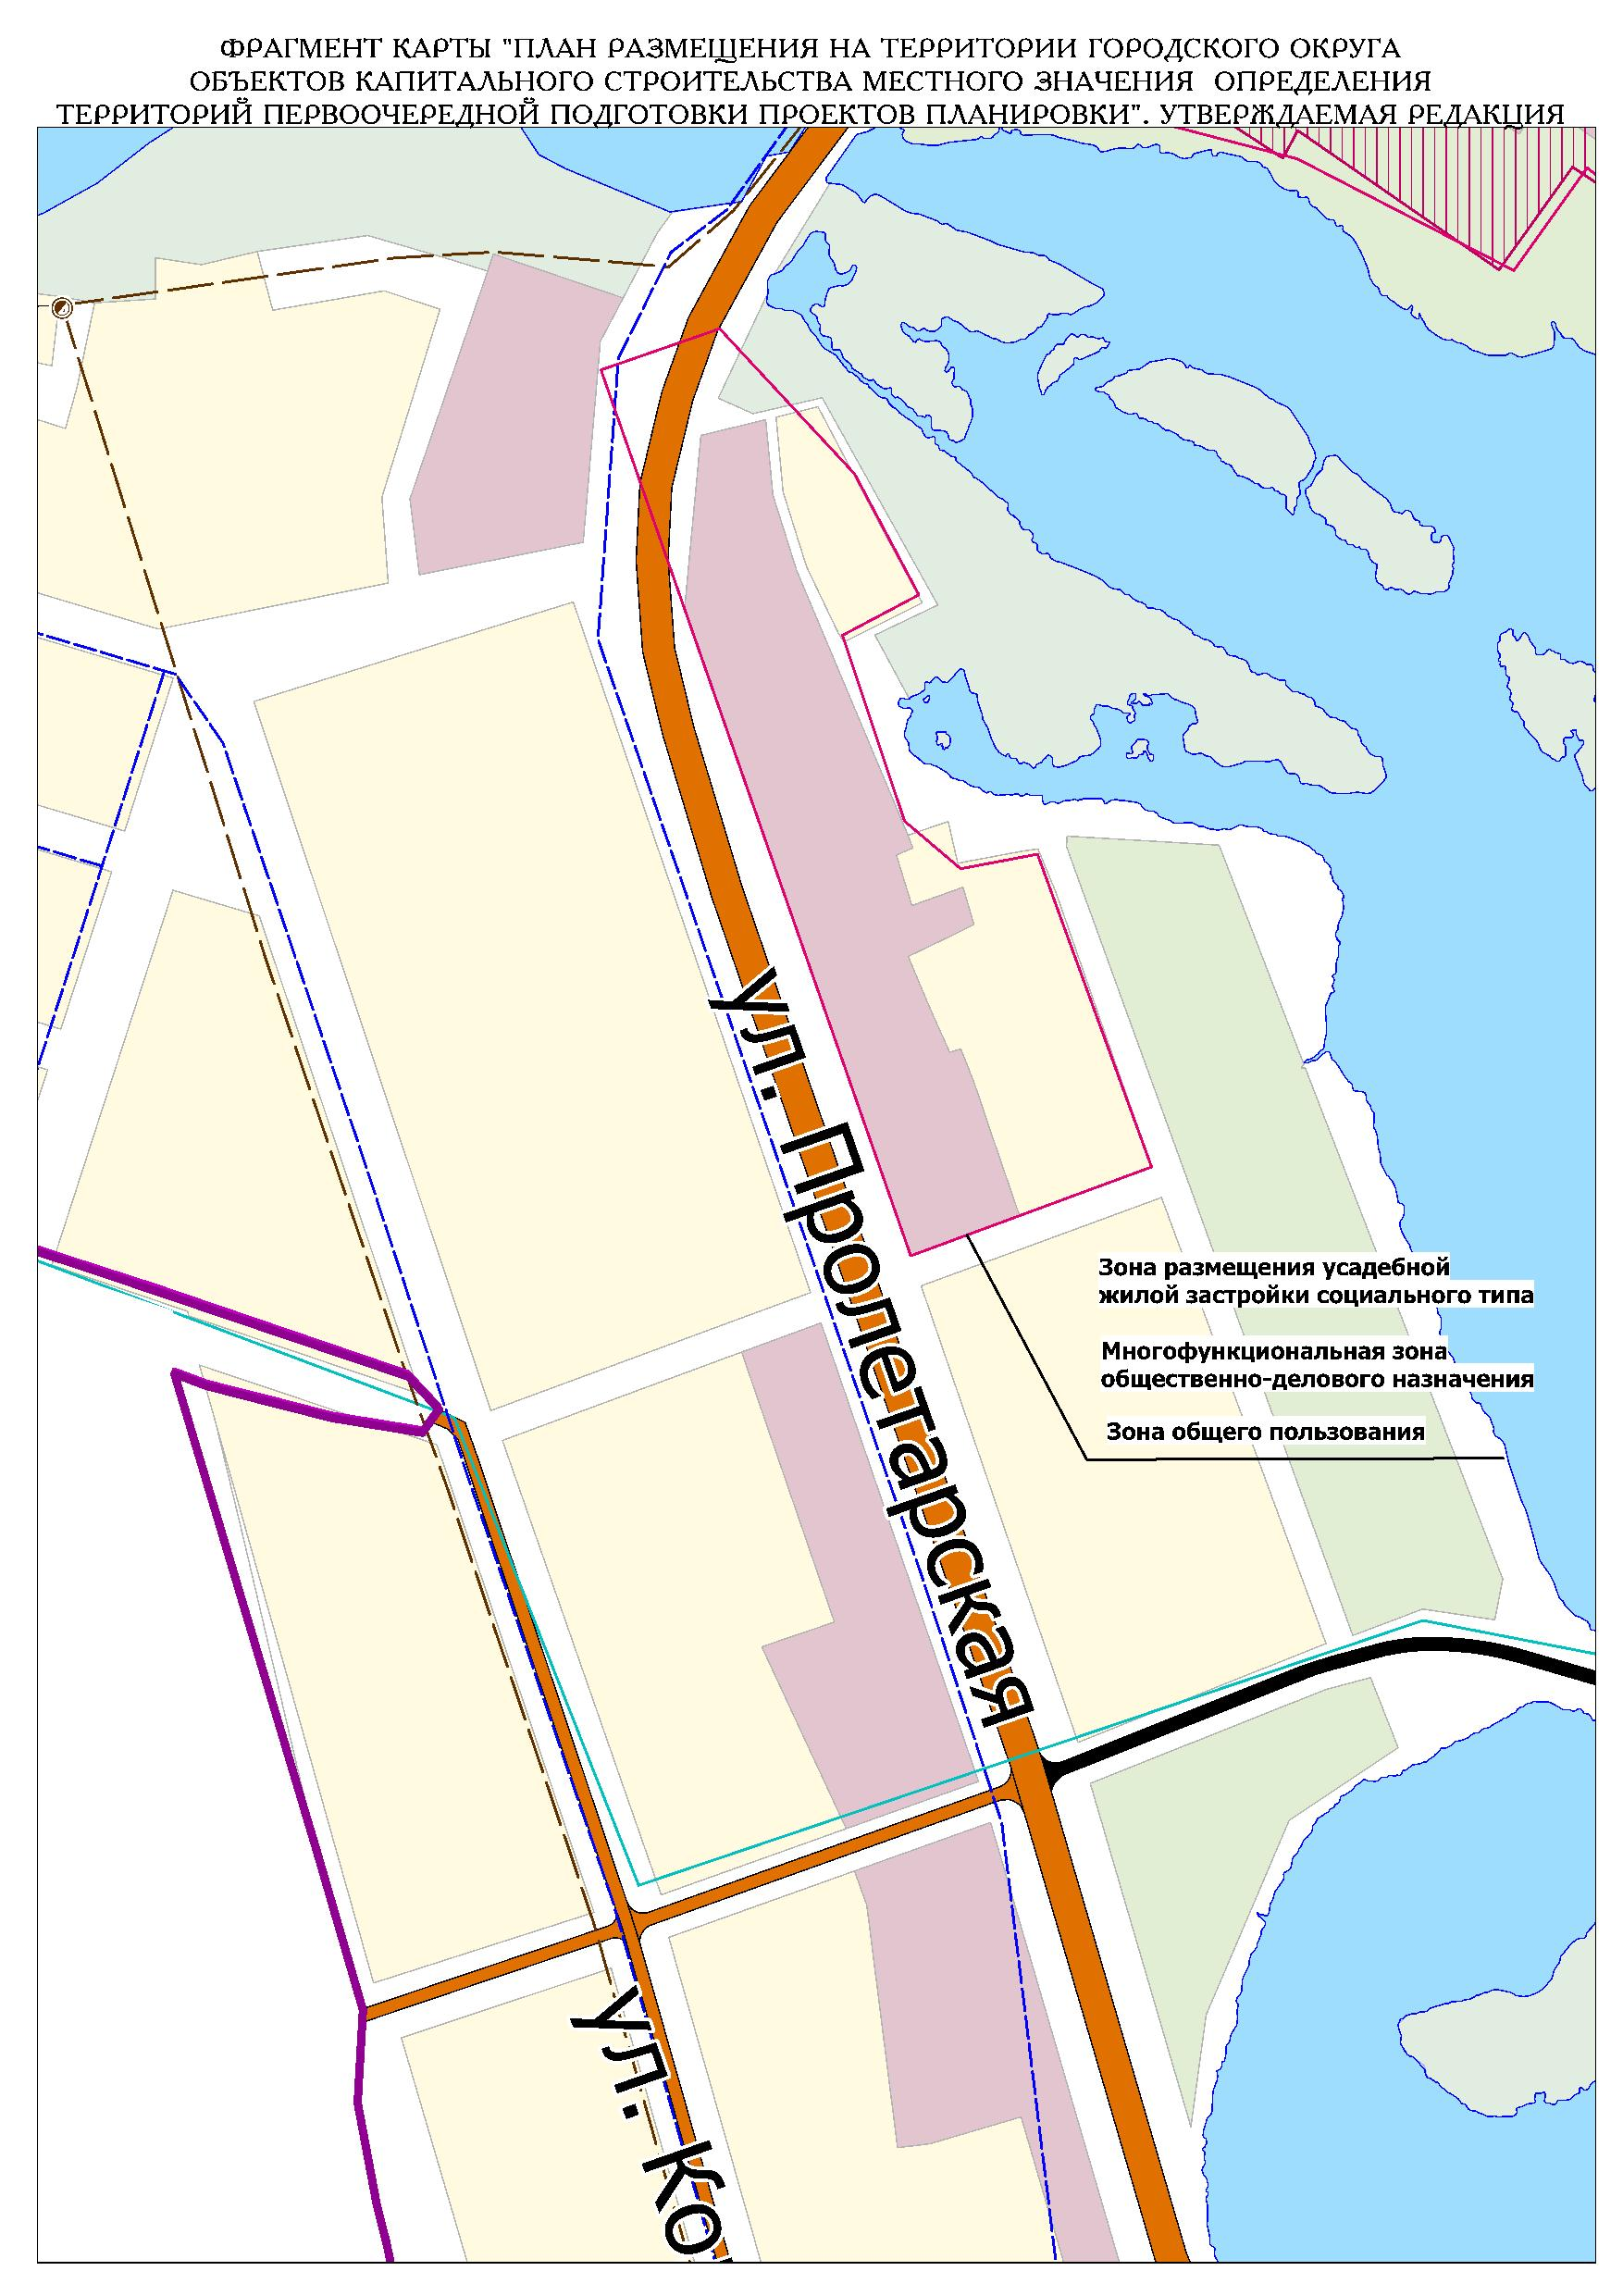 ФРАГМЕНТ КАРТЫ "ПЛАН РАЗМЕЩЕНИЯ НА ТЕРРИТОРИИ ГОРОДСКОГО ОКРУГА
ОБЪЕКТОВ КАПИТАЛЬНОГО СТРОИТЕЛЬСТВА МЕСТНОГО ЗНАЧЕНИЯ ОПРЕДЕЛЕНИЯ
ТЕРРИТОРИЙ ПЕРВООЧЕРЕДНОЙ ПОДГОТОВКИ ПРОЕКТОВ ПЛАНИРОВКИ". УТВЕРЖДАЕМАЯ РЕДАКЦИЯ
ул. Пролетарская
Зона размещения усадебной
жилой застройки социального типа
Многофункциональная зона
общественно-делового назначения
Зона общего пользования
ул. Ко